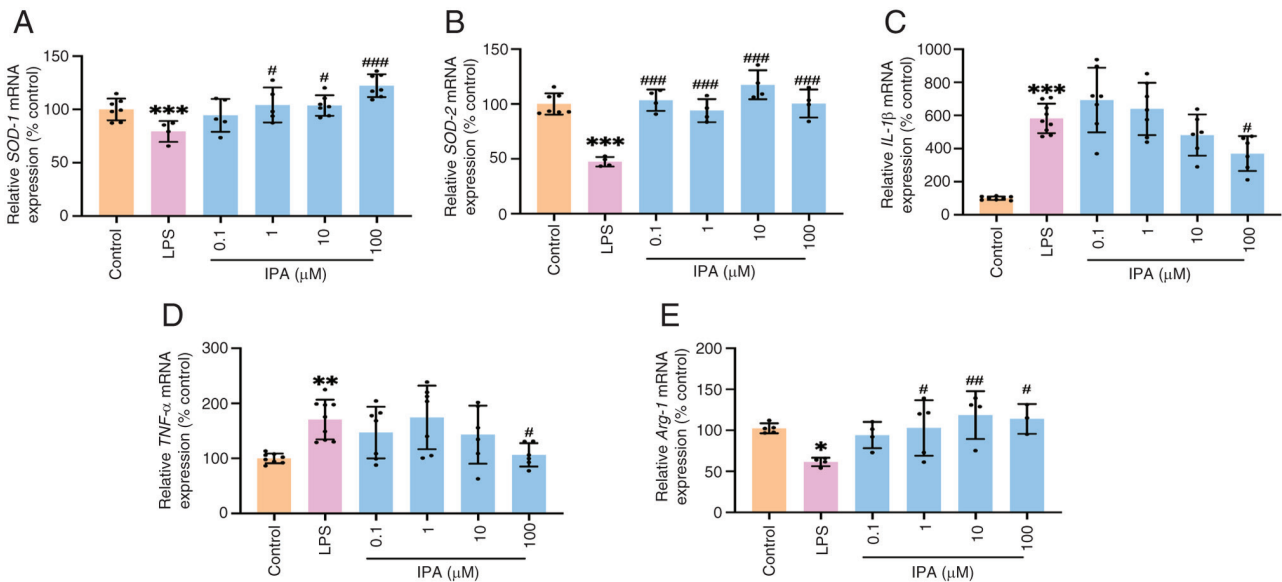 A
Relative SOD-1 mRNA
expression (% control)
150
100
50
0
***
#
#
###
Control
LPS
0.1
1
10
100
IPA (μM)
B
Relative SOD-2 mRNA
expression (% control)
150
100
50
0
***
###
###
###
###
Control
LPS
0.1
1
10
100
IPA (μM)
C
Relative IL-1β mRNA
expression (% control)
1000
800
600
400
200
0
***
#
Control
LPS
0.1
1
10
100
IPA (μM)
D
Relative TNF-α mRNA
expression (% control)
300
200
100
0
**
#
Control
LPS
0.1
1
10
100
IPA (μM)
E
Relative Arg-1 mRNA
expression (% control)
200
150
100
50
0
*
#
##
#
Control
LPS
0.1
1
10
100
IPA (μM)